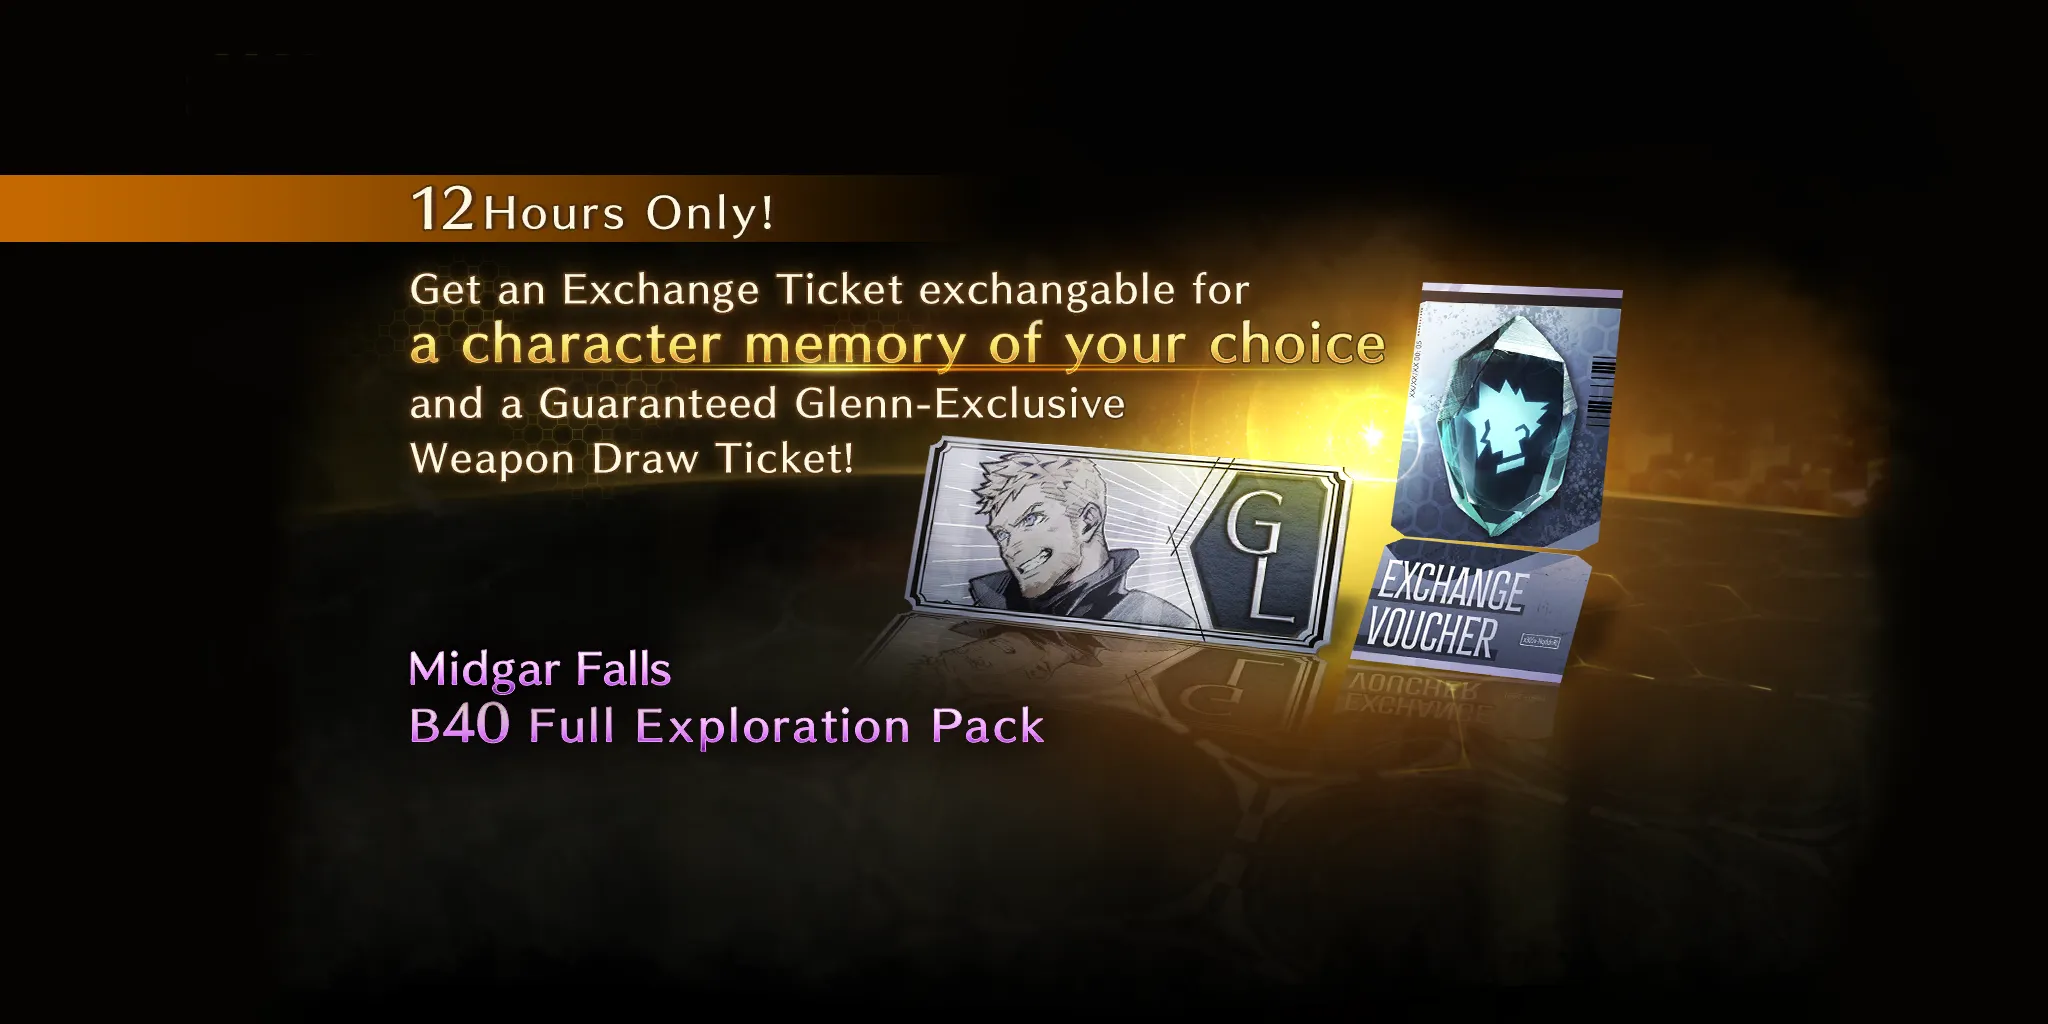 12 Hours Only!
Get an Exchange Ticket exchangable for
a character memory of your choice
and a Guaranteed Glenn-Exclusive
Weapon Draw Ticket!
GL
EXCHANGE
VOUCHER
Midgar Falls
B40 Full Exploration Pack